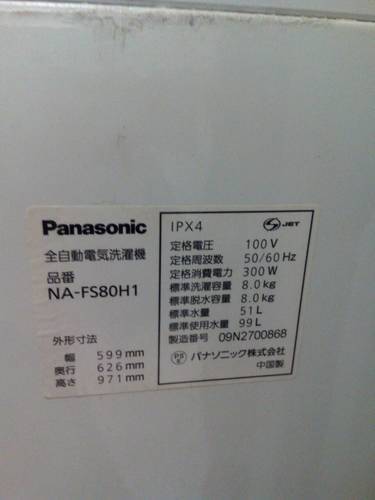 Panasonic
全自動電気洗濯機
品番
NA-FS80H1
外形寸法
幅 599mm
奥行 626mm
高さ 971mm
IPX4
JET
定格電圧 100V
定格周波数 50/60Hz
定格消費電力 300W
標準洗濯容量 8.0kg
標準脱水容量 8.0kg
標準水量 51L
標準使用水量 99L
製造番号 09N2700868
PS
E
パナソニック株式会社
中国製